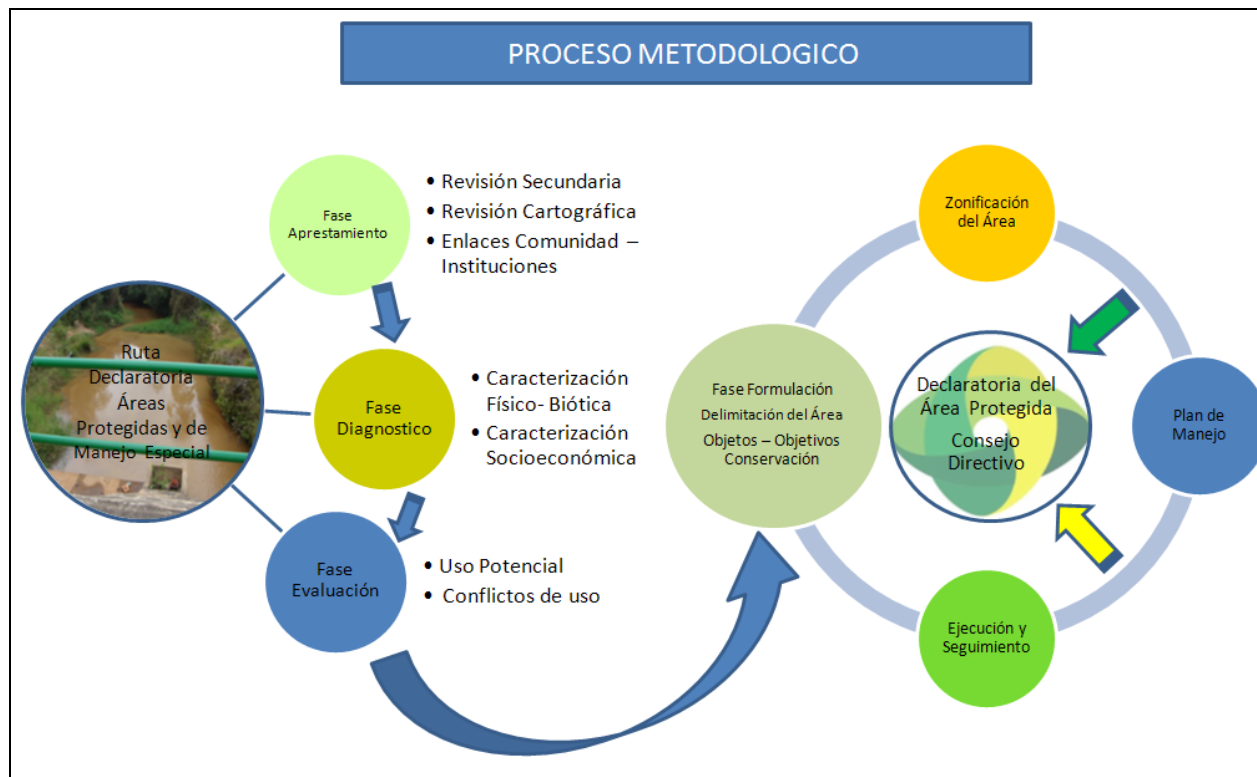 PROCESO METODOLOGICO
Fase
Aprestamiento
• Revisión Secundaria
• Revisión Cartográfica
• Enlaces Comunidad –
Instituciones
Ruta
Declaratoria
Áreas
Protegidas y de
Manejo Especial
Fase
Diagnostico
• Caracterización
Físico- Biótica
• Caracterización
Socioeconómica
Fase
Evaluación
• Uso Potencial
• Conflictos de uso
Fase Formulación
Delimitación del Área
Objetos – Objetivos
Conservación
Zonificación
del Área
Declaratoria del
Área Protegida
Consejo
Directivo
Plan de
Manejo
Ejecución y
Seguimiento